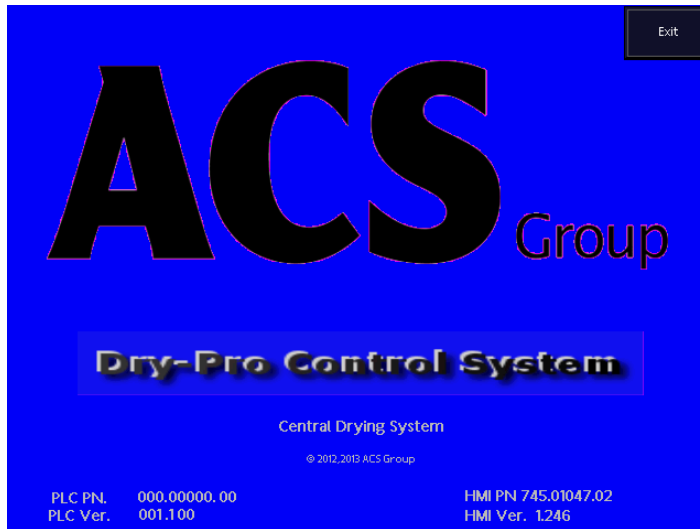 Exit
ACS Group
Dry-Pro Control System
Central Drying System
© 2012,2013 ACS Group
PLC PN. 000.00000.00 HMI PN 745.01047.02
PLC Ver. 001.100 HMI Ver. 1.246